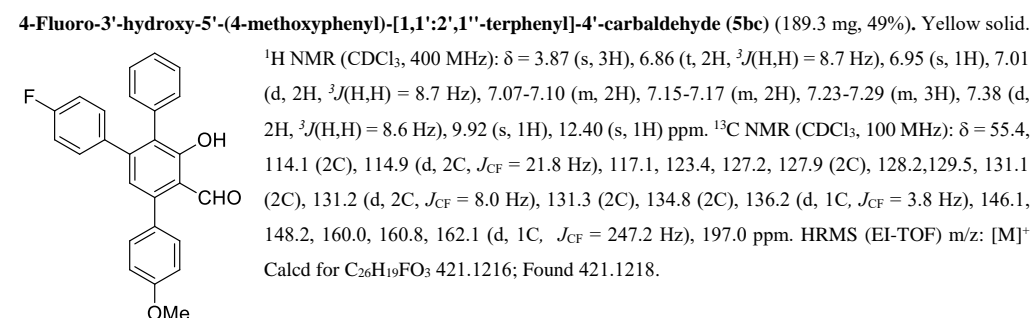 4-Fluoro-3'-hydroxy-5'-(4-methoxyphenyl)-[1,1':2',1''-terphenyl]-4'-carbaldehyde (5bc) (189.3 mg, 49%). Yellow solid.
¹H NMR (CDCl₃, 400 MHz): δ = 3.87 (s, 3H), 6.86 (t, 2H, ³J(H,H) = 8.7 Hz), 6.95 (s, 1H), 7.01
(d, 2H, ³J(H,H) = 8.7 Hz), 7.07-7.10 (m, 2H), 7.15-7.17 (m, 2H), 7.23-7.29 (m, 3H), 7.38 (d,
2H, ³J(H,H) = 8.6 Hz), 9.92 (s, 1H), 12.40 (s, 1H) ppm. ¹³C NMR (CDCl₃, 100 MHz): δ = 55.4,
114.1 (2C), 114.9 (d, 2C, J_CF = 21.8 Hz), 117.1, 123.4, 127.2, 127.9 (2C), 128.2,129.5, 131.1
(2C), 131.2 (d, 2C, J_CF = 8.0 Hz), 131.3 (2C), 134.8 (2C), 136.2 (d, 1C, J_CF = 3.8 Hz), 146.1,
148.2, 160.0, 160.8, 162.1 (d, 1C, J_CF = 247.2 Hz), 197.0 ppm. HRMS (EI-TOF) m/z: [M]⁺
Calcd for C₂₆H₁₉FO₃ 421.1216; Found 421.1218.
F
OH
CHO
OMe